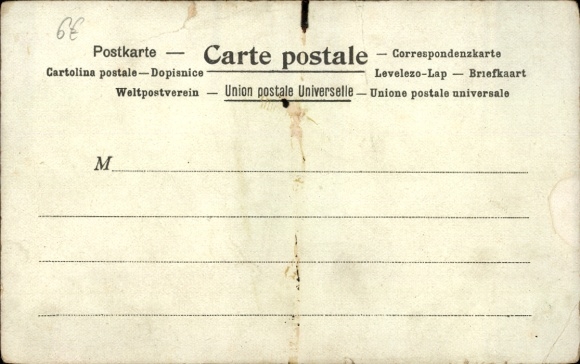 6€
Postkarte — Carte postale — Correspondenzkarte
Cartolina postale — Dopisnice Levelezo-Lap — Briefkaart
Weltpostverein — Union postale Universelle — Unione postale universale
M